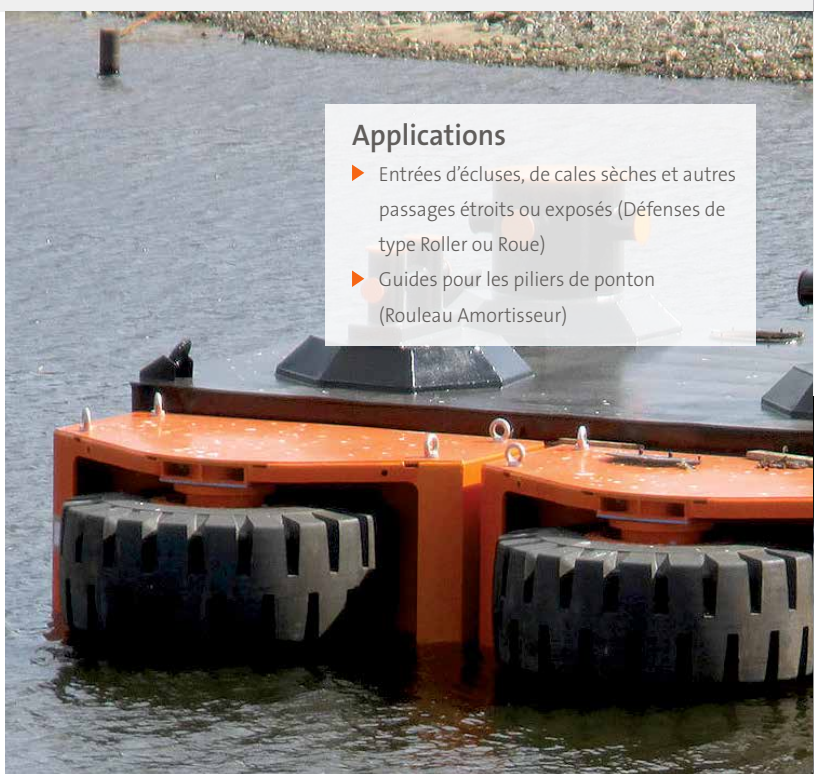 Applications
Entrées d'écluses, de cales sèches et autres
passages étroits ou exposés (Défenses de
type Roller ou Roue)
Guides pour les piliers de ponton
(Rouleau Amortisseur)